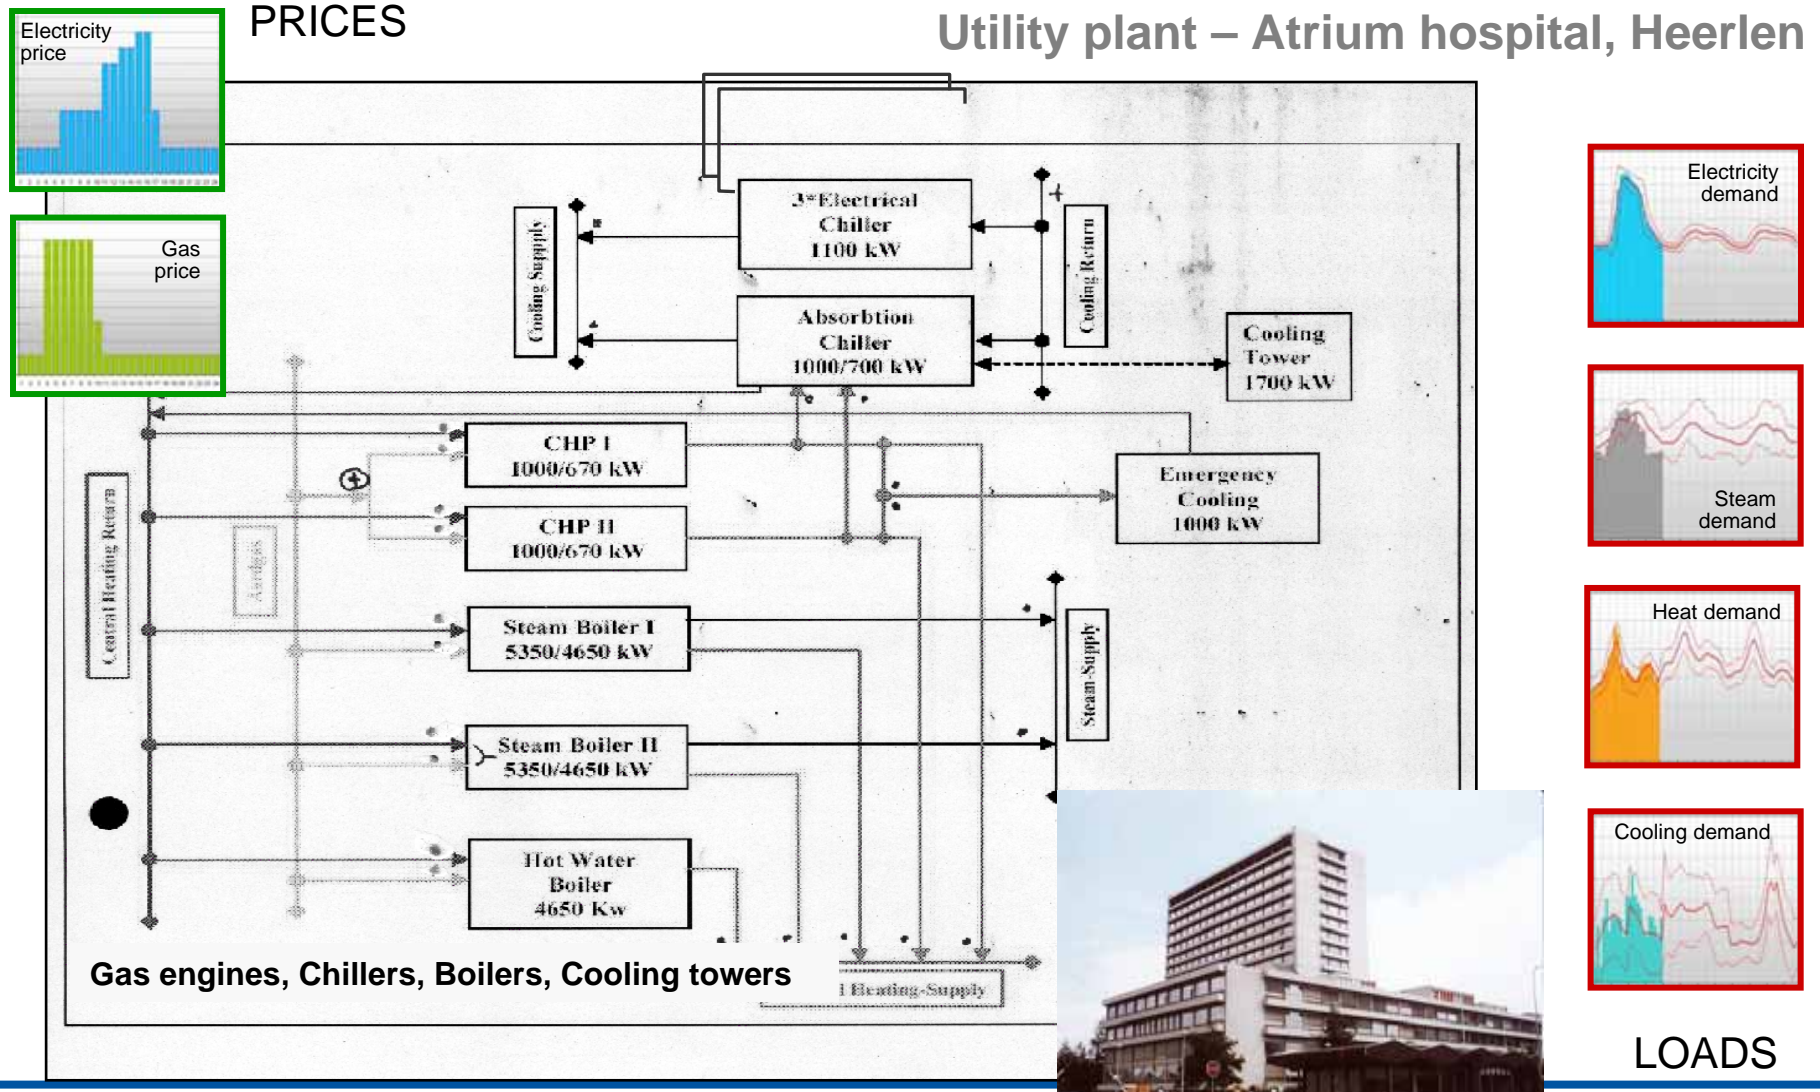 PRICES
Utility plant – Atrium hospital, Heerlen
Electricity
price
Gas
price
3*Electrical
Chiller
1100 kW
Cooling Supply
Cooling Return
Absorbtion
Chiller
1000/700 kW
Cooling
Tower
1700 kW
CHP I
1000/670 kW
CHP II
1000/670 kW
Emergency
Cooling
1000 kW
Central Heating Return
Aardgas
Steam Boiler I
5350/4650 kW
Steam Boiler II
5350/4650 kW
Steam-Supply
Hot Water
Boiler
4650 Kw
Gas engines, Chillers, Boilers, Cooling towers
l Heating-Supply
Electricity
demand
Steam
demand
Heat demand
Cooling demand
LOADS